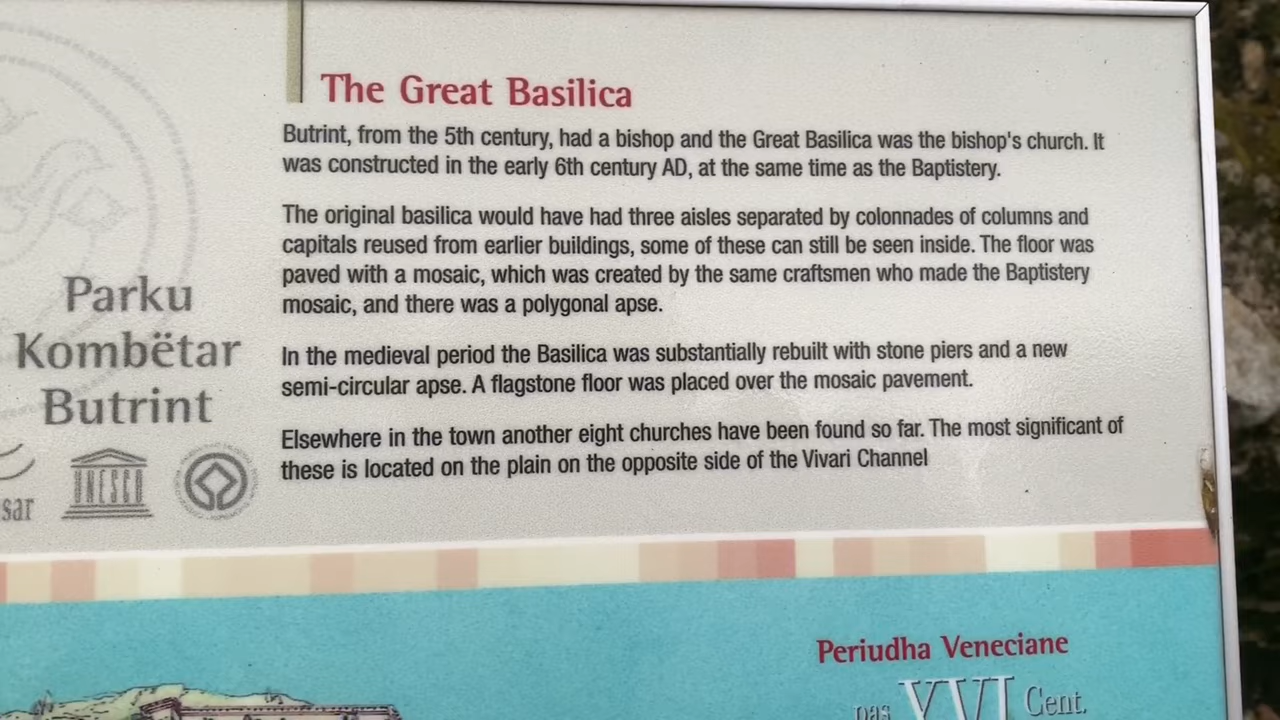 The Great Basilica
Butrint, from the 5th century, had a bishop and the Great Basilica was the bishop's church. It
was constructed in the early 6th century AD, at the same time as the Baptistery.
The original basilica would have had three aisles separated by colonnades of columns and
capitals reused from earlier buildings, some of these can still be seen inside. The floor was
paved with a mosaic, which was created by the same craftsmen who made the Baptistery
mosaic, and there was a polygonal apse.
In the medieval period the Basilica was substantially rebuilt with stone piers and a new
semi-circular apse. A flagstone floor was placed over the mosaic pavement.
Elsewhere in the town another eight churches have been found so far. The most significant of
these is located on the plain on the opposite side of the Vivari Channel
Parku
Kombëtar
Butrint
sar
UNESCO
Periudha Veneciane
pas XVI Cent.